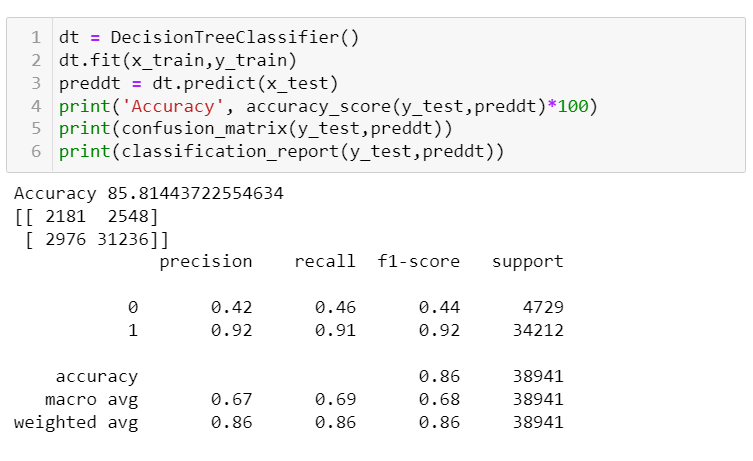 1 dt = DecisionTreeClassifier()
2 dt.fit(x_train,y_train)
3 preddt = dt.predict(x_test)
4 print('Accuracy', accuracy_score(y_test,preddt)*100)
5 print(confusion_matrix(y_test,preddt))
6 print(classification_report(y_test,preddt))
Accuracy 85.81443722554634
[[ 2181  2548]
 [ 2976 31236]]
              precision    recall  f1-score   support
           0       0.42      0.46      0.44      4729
           1       0.92      0.91      0.92     34212
    accuracy                           0.86     38941
   macro avg       0.67      0.69      0.68     38941
weighted avg       0.86      0.86      0.86     38941